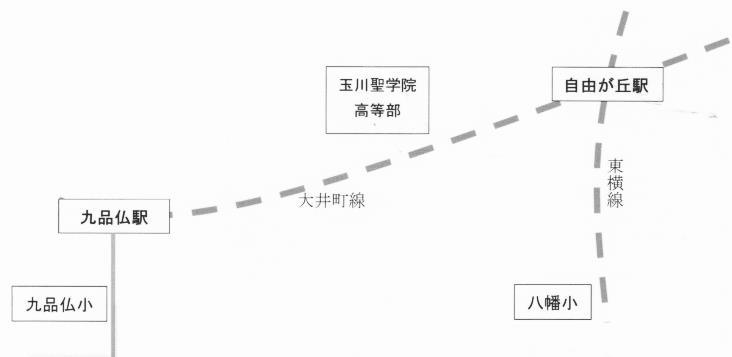 玉川聖学院
高等部
自由が丘駅
東横線
大井町線
九品仏駅
九品仏小
八幡小